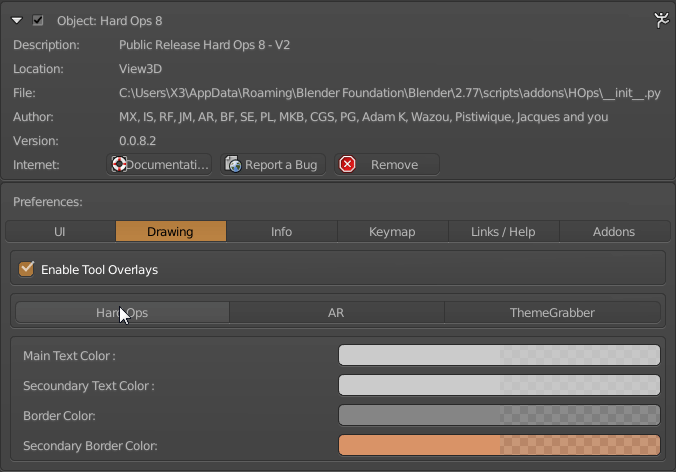 Object: Hard Ops 8
Description: Public Release Hard Ops 8 - V2
Location: View3D
File: C:\Users\X3\AppData\Roaming\Blender Foundation\Blender\2.77\scripts\addons\HOps\__init__.py
Author: MX, IS, RF, JM, AR, BF, SE, PL, MKB, CGS, PG, Adam K, Wazou, Pistiwique, Jacques and you
Version: 0.0.8.2
Internet: Documentati... Report a Bug Remove
Preferences:
UI Drawing Info Keymap Links / Help Addons
Enable Tool Overlays
Hard Ops AR ThemeGrabber
Main Text Color :
Secoundary Text Color :
Border Color:
Secondary Border Color: